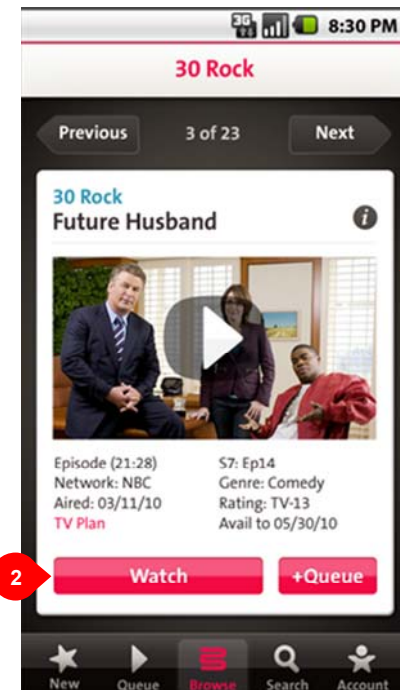 3G 8:30 PM
30 Rock
Previous 3 of 23 Next
30 Rock
Future Husband
i
Episode (21:28) S7: Ep14
Network: NBC Genre: Comedy
Aired: 03/11/10 Rating: TV-13
TV Plan Avail to 05/30/10
2 Watch +Queue
New Queue Browse Search Account